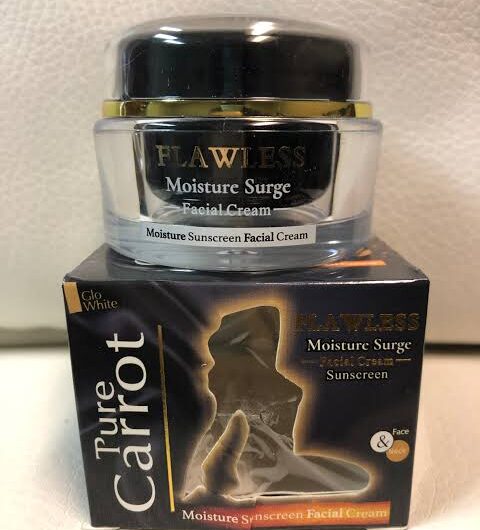 FLAWLESS
Moisture Surge
Facial Cream
Moisture Sunscreen Facial Cream
Glo
White
Pure
Carrot
FLAWLESS
Moisture Surge
Facial Cream
Sunscreen
Face
&
Neck
Moisture Sunscreen Facial Cream